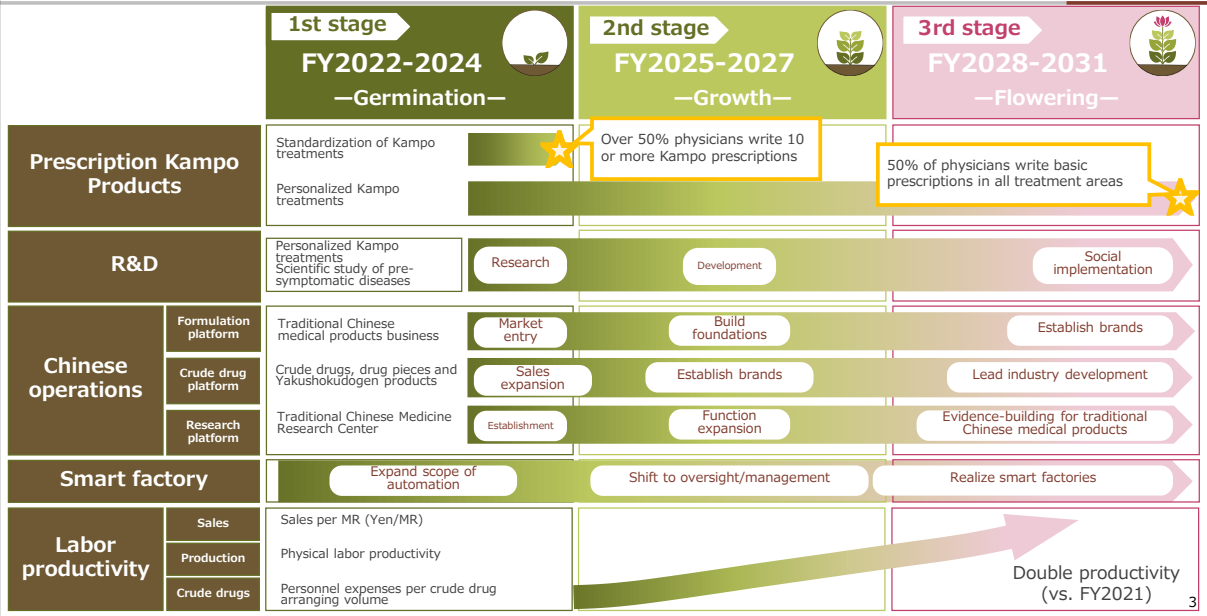 1st stage
FY2022-2024
—Germination—
2nd stage
FY2025-2027
—Growth—
3rd stage
FY2028-2031
—Flowering—
Prescription Kampo
Products
Standardization of Kampo
treatments
Over 50% physicians write 10
or more Kampo prescriptions
Personalized Kampo
treatments
50% of physicians write basic
prescriptions in all treatment areas
R&D
Personalized Kampo
treatments
Scientific study of pre-
symptomatic diseases
Research
Development
Social
implementation
Chinese
operations
Formulation
platform
Traditional Chinese
medical products business
Market
entry
Build
foundations
Establish brands
Crude drug
platform
Crude drugs, drug pieces and
Yakushokudogen products
Sales
expansion
Establish brands
Lead industry development
Research
platform
Traditional Chinese Medicine
Research Center
Establishment
Function
expansion
Evidence-building for traditional
Chinese medical products
Smart factory
Expand scope of
automation
Shift to oversight/management
Realize smart factories
Labor
productivity
Sales
Sales per MR (Yen/MR)
Production
Physical labor productivity
Crude drugs
Personnel expenses per crude drug
arranging volume
Double productivity
(vs. FY2021)
3